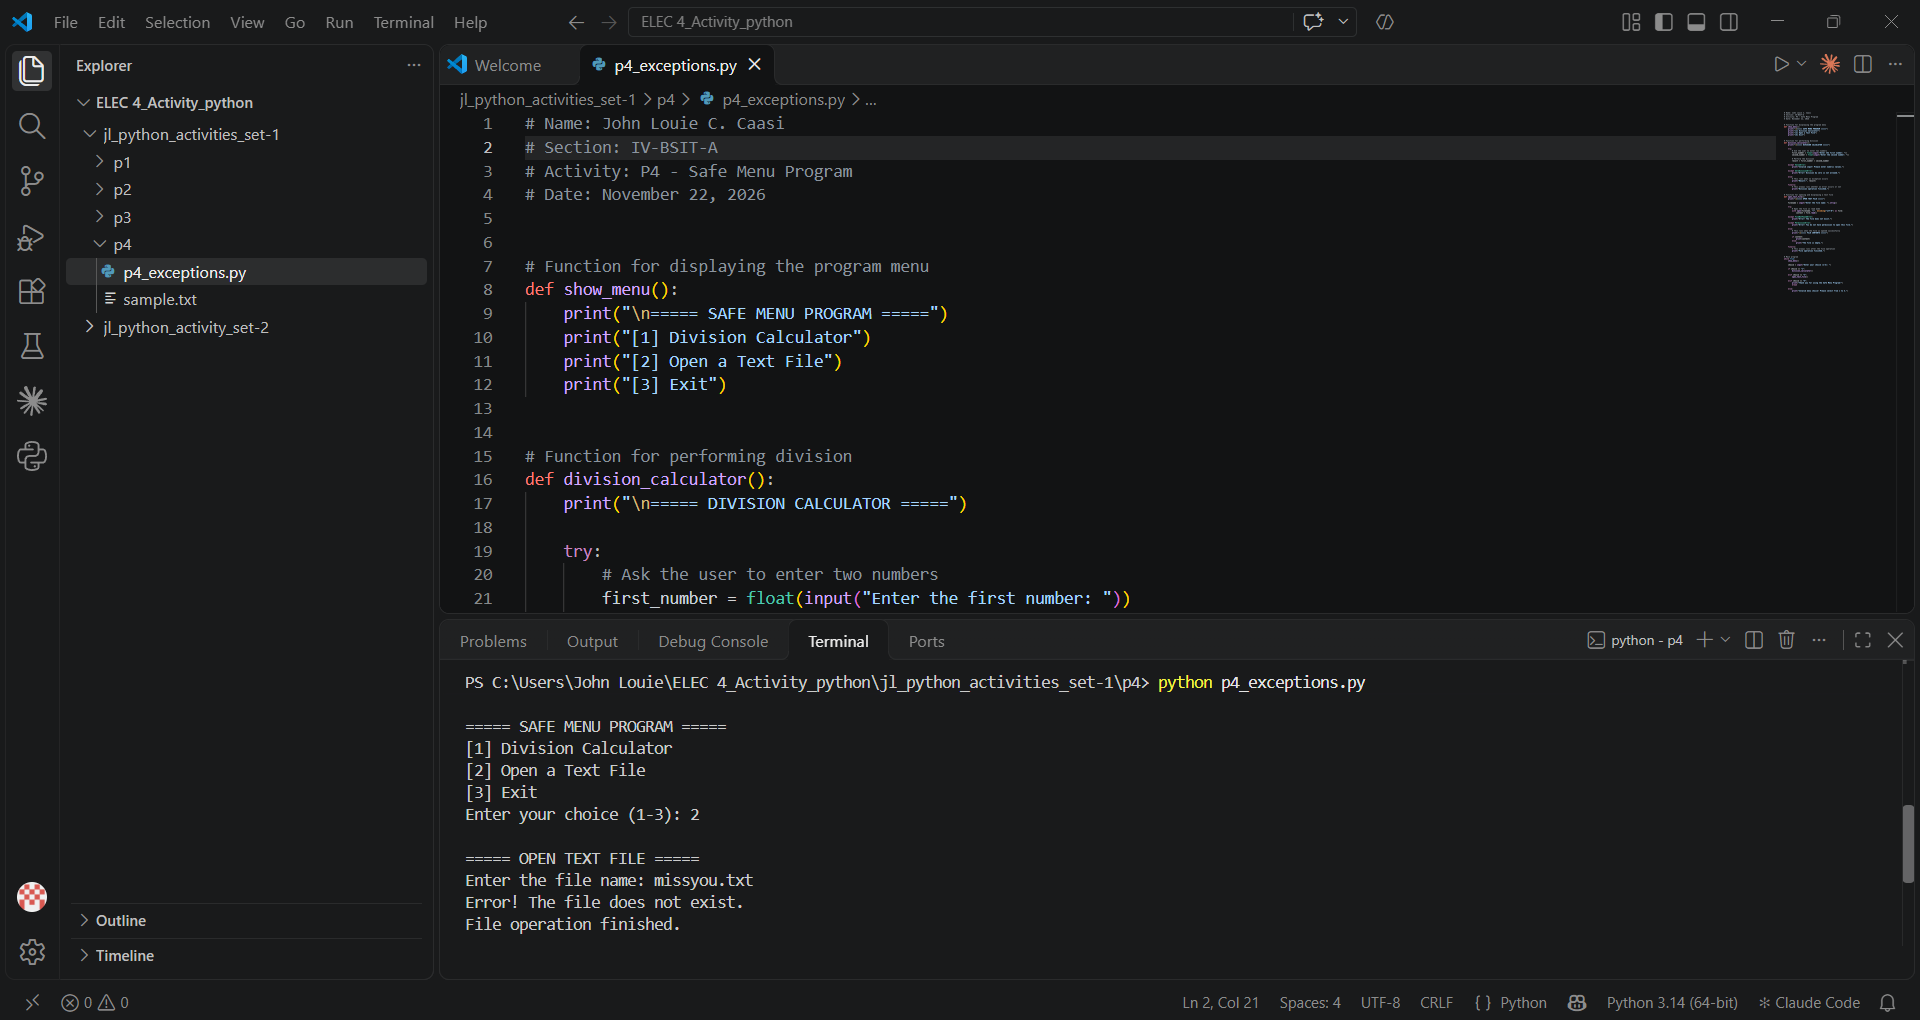 File Edit Selection View Go Run Terminal Help
ELEC 4_Activity_python
Explorer
ELEC 4_Activity_python
jl_python_activities_set-1
p1
p2
p3
p4
p4_exceptions.py
sample.txt
jl_python_activity_set-2
Outline
Timeline
Welcome
p4_exceptions.py
jl_python_activities_set-1 > p4 > p4_exceptions.py > ...
1 # Name: John Louie C. Caasi
2 # Section: IV-BSIT-A
3 # Activity: P4 - Safe Menu Program
4 # Date: November 22, 2026
5
6
7 # Function for displaying the program menu
8 def show_menu():
9     print("\n===== SAFE MENU PROGRAM =====")
10     print("[1] Division Calculator")
11     print("[2] Open a Text File")
12     print("[3] Exit")
13
14
15 # Function for performing division
16 def division_calculator():
17     print("\n===== DIVISION CALCULATOR =====")
18
19     try:
20         # Ask the user to enter two numbers
21         first_number = float(input("Enter the first number: "))
Problems Output Debug Console Terminal Ports
python - p4
PS C:\Users\John Louie\ELEC 4_Activity_python\jl_python_activities_set-1\p4> python p4_exceptions.py
===== SAFE MENU PROGRAM =====
[1] Division Calculator
[2] Open a Text File
[3] Exit
Enter your choice (1-3): 2
===== OPEN TEXT FILE =====
Enter the file name: missyou.txt
Error! The file does not exist.
File operation finished.
0 0
Ln 2, Col 21 Spaces: 4 UTF-8 CRLF { } Python Python 3.14 (64-bit) Claude Code